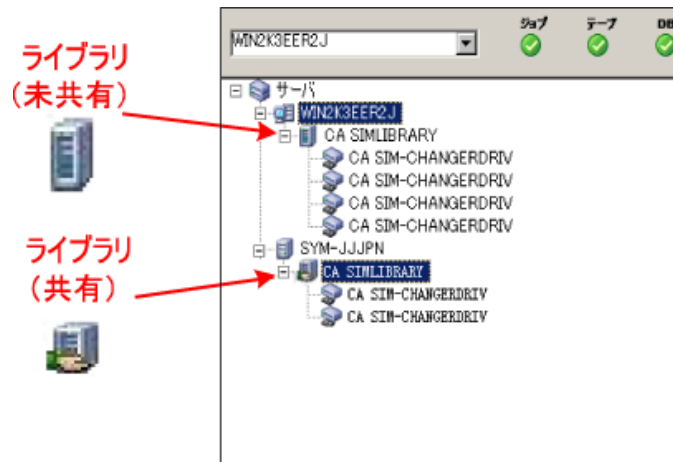 ライブラリ
(未共有)
ライブラリ
(共有)
WIN2K3EER2J
ジョブ
テープ
DB
サーバ
WIN2K3EER2J
CA SIMLIBRARY
CA SIM-CHANGERDRIV
CA SIM-CHANGERDRIV
CA SIM-CHANGERDRIV
CA SIM-CHANGERDRIV
SYM-JJJPN
CA SIMLIBRARY
CA SIM-CHANGERDRIV
CA SIM-CHANGERDRIV